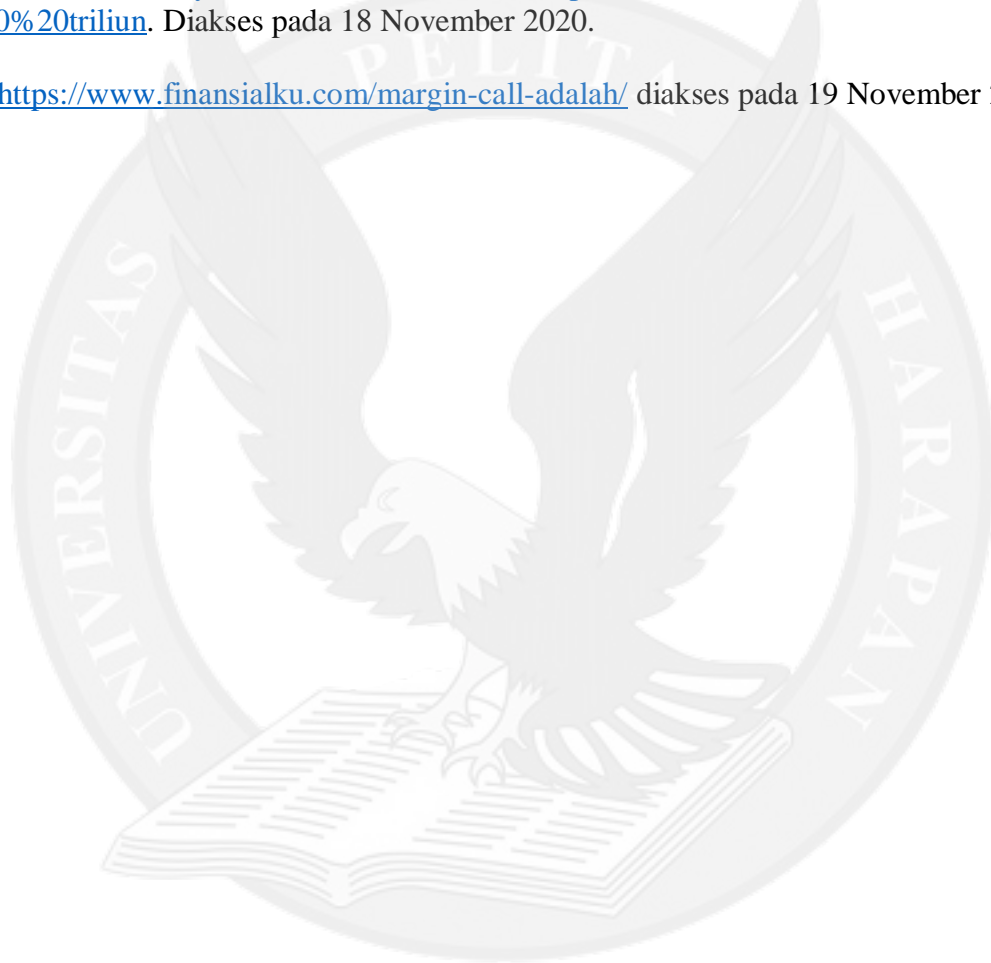 0%20triliun. Diakses pada 18 November 2020.
https://www.finansialku.com/margin-call-adalah/ diakses pada 19 November
UNIVERSITAS PELITA HARAPAN